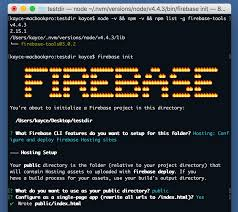 testdir — node ~/.nvm/versions/node/v4.4.3/bin/firebase init — 
kayce-macbookpro:testdir kayce$ node -v && npm -v && npm list -g firebase-tools
v4.4.3
2.15.1
/Users/kayce/.nvm/versions/node/v4.4.3/lib
└── firebase-tools@3.0.2
kayce-macbookpro:testdir kayce$ firebase init
FIREBASE
You're about to initialize a Firebase project in this directory:
/Users/kayce/Desktop/testdir
? What Firebase CLI features do you want to setup for this folder? Hosting: Conf
igure and deploy Firebase Hosting sites
=== Hosting Setup
Your public directory is the folder (relative to your project directory) that
will contain Hosting assets to uploaded with firebase deploy. If you
have a build process for your assets, use your build's output directory.
? What do you want to use as your public directory? public
? Configure as a single-page app (rewrite all urls to /index.html)? Yes
✔ Wrote public/index.html